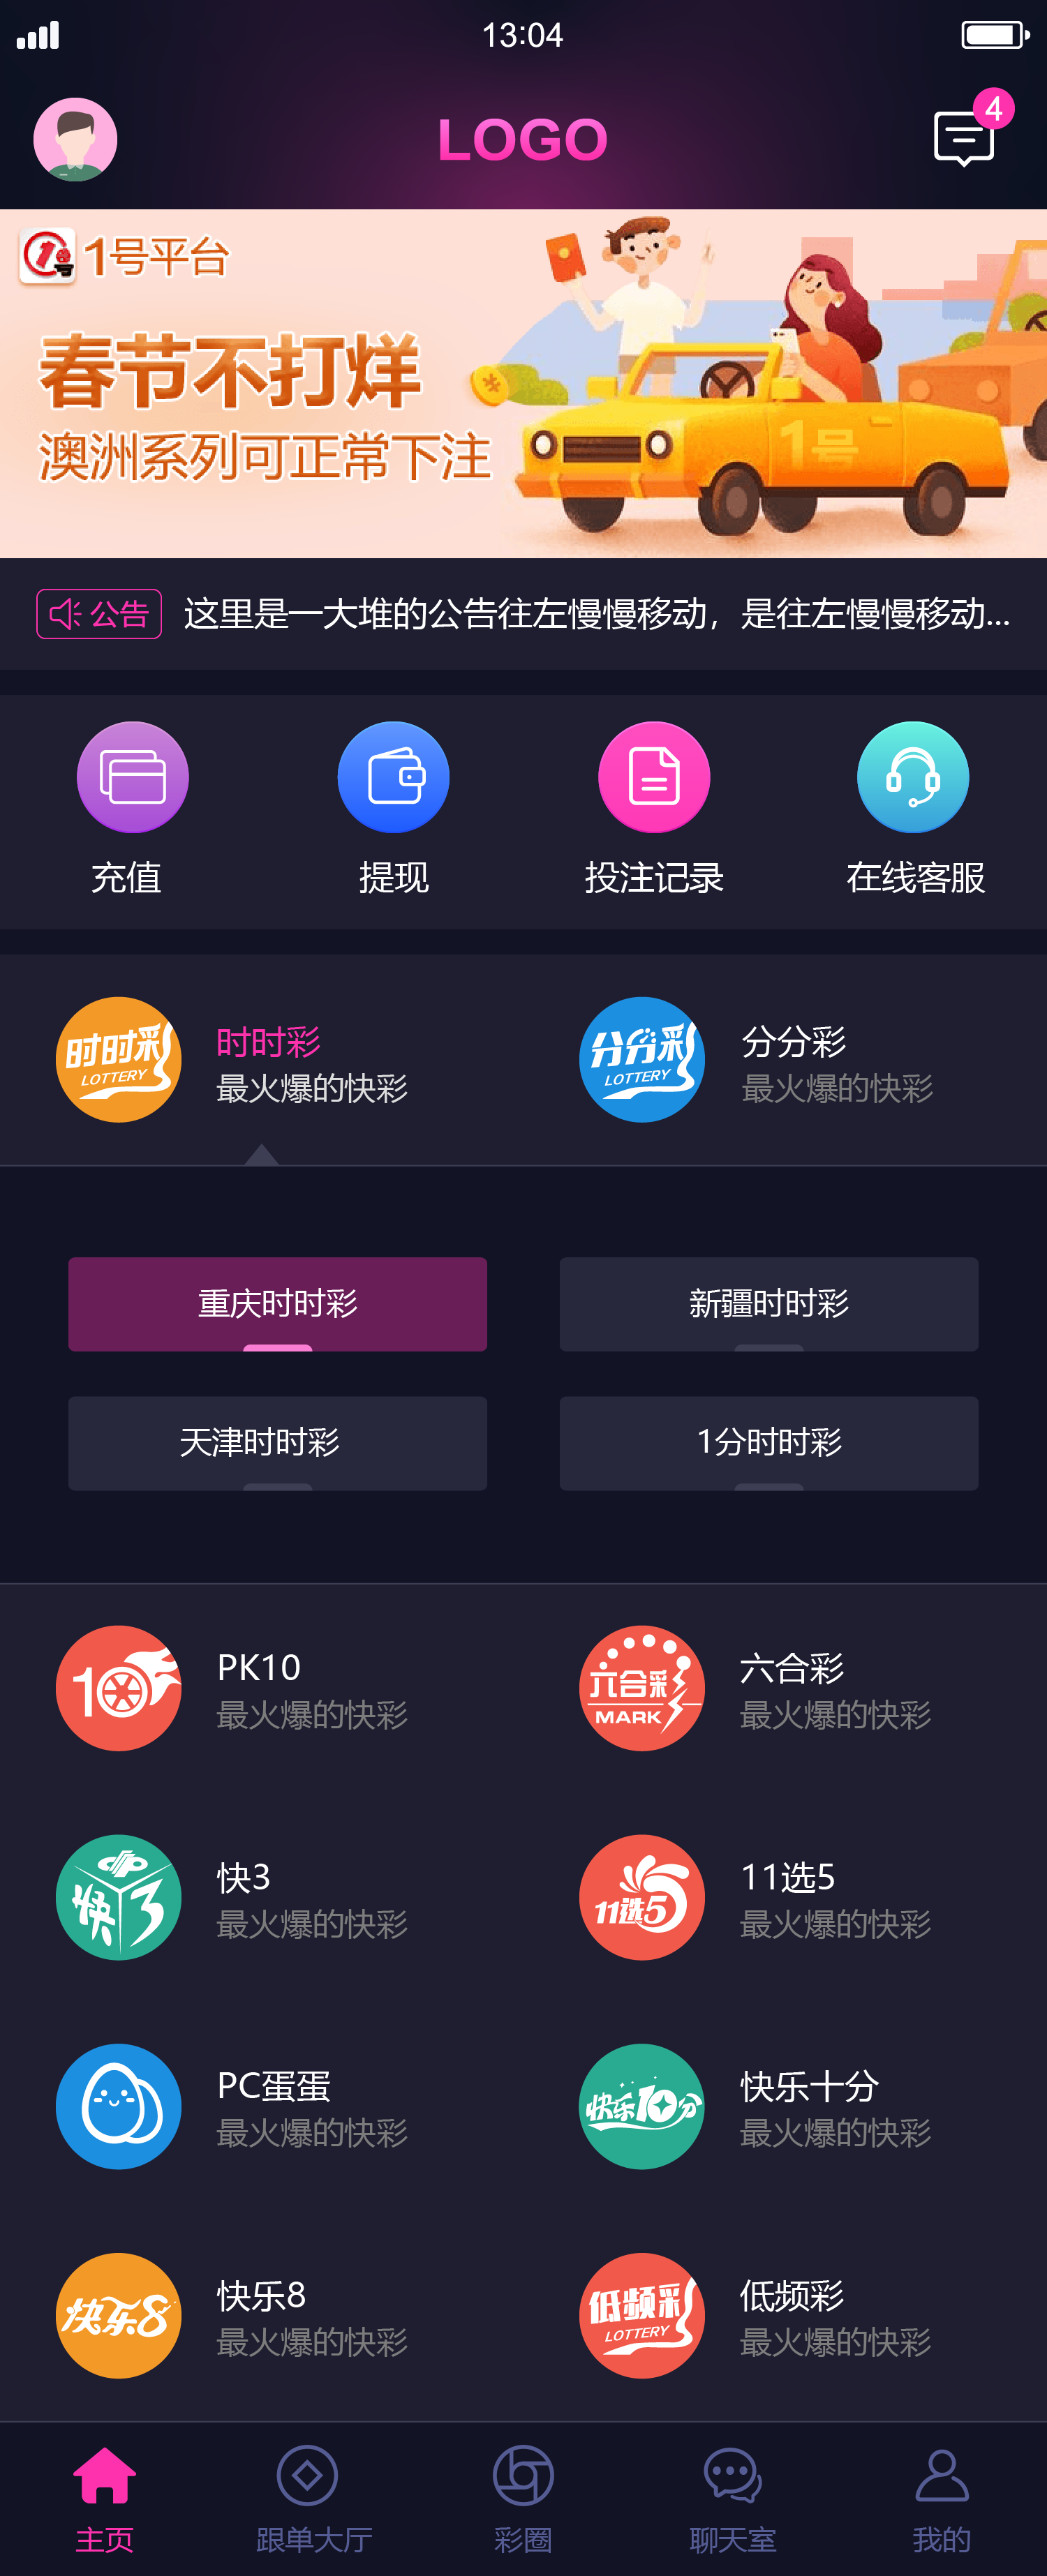 13:04
LOGO
4
1号平台
春节不打烊
澳洲系列可正常下注
1号
公告 这里是一大堆的公告往左慢慢移动，是往左慢慢移动...
充值 提现 投注记录 在线客服
时时彩 LOTTERY
时时彩
最火爆的快彩
分分彩 LOTTERY
分分彩
最火爆的快彩
重庆时时彩 新疆时时彩
天津时时彩 1分时时彩
10
PK10
最火爆的快彩
六合彩 MARK
六合彩
最火爆的快彩
快3
快3
最火爆的快彩
11选5
11选5
最火爆的快彩
PC蛋蛋
最火爆的快彩
快乐10分
快乐十分
最火爆的快彩
快乐8
快乐8
最火爆的快彩
低频彩 LOTTERY
低频彩
最火爆的快彩
主页 跟单大厅 彩圈 聊天室 我的